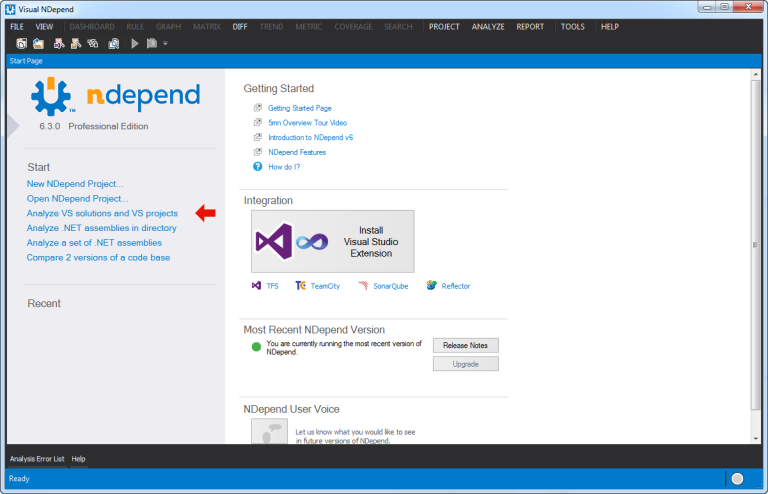 Visual NDepend
FILE VIEW DASHBOARD RULE GRAPH MATRIX DIFF TREND METRIC COVERAGE SEARCH PROJECT ANALYZE REPORT TOOLS HELP
Start Page
ndepend
TM
6.3.0 Professional Edition
Start
New NDepend Project...
Open NDepend Project...
Analyze VS solutions and VS projects
Analyze .NET assemblies in directory
Analyze a set of .NET assemblies
Compare 2 versions of a code base
Recent
Getting Started
Getting Started Page
5mn Overview Tour Video
Introduction to NDepend v6
NDepend Features
? How do I?
Integration
Install
Visual Studio
Extension
TFS TeamCity SonarQube Reflector
Most Recent NDepend Version
You are currently running the most recent version of
NDepend.
Release Notes
Upgrade
NDepend User Voice
Let us know what you would like to see
in future versions of NDepend.
Analysis Error List Help
Ready